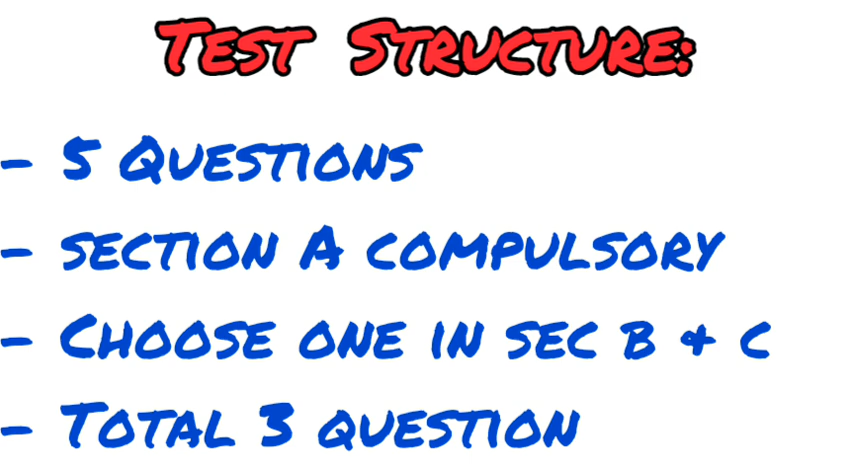 Test Structure:
- 5 Questions
- section A compulsory
- Choose one in sec b & c
- Total 3 question